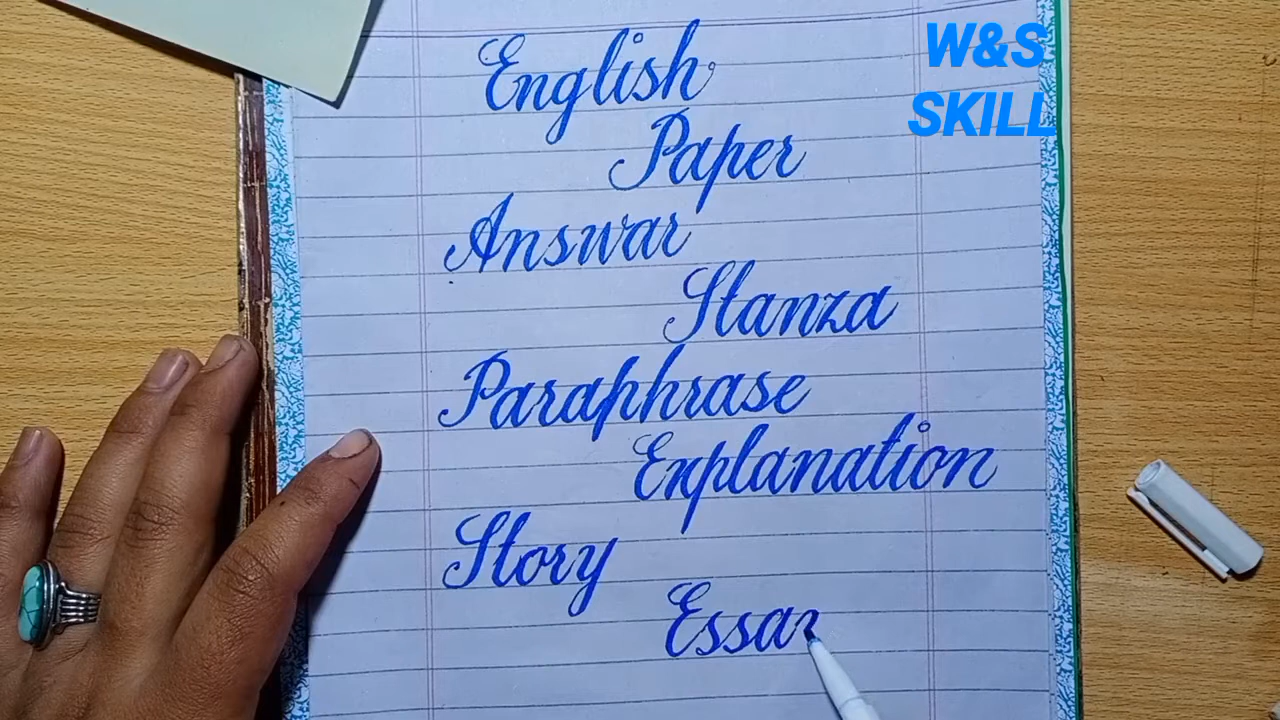 English
W&S
SKILL
Paper
Answar
Stanza
Paraphrase
Explanation
Story
Essa